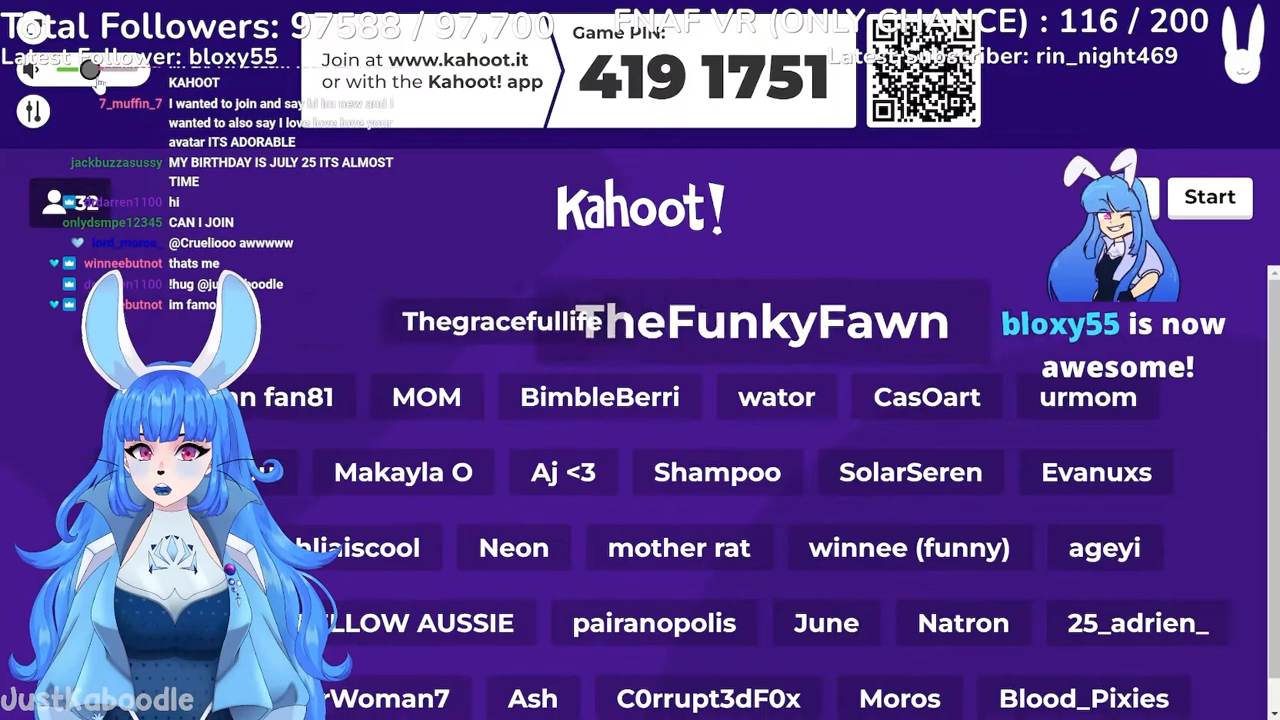 Total Followers: 97588 / 97,700
FNAF VR (ONLY CHANCE) : 116 / 200
Latest Follower: bloxy55
Latest Subscriber: rin_night469
Join at www.kahoot.it
or with the Kahoot! app
Game PIN:
419 1751
KAHOOT
7_muffin_7 I wanted to join and say hi im new and i
wanted to also say I love love love your
avatar ITS ADORABLE
jackbuzzasussy MY BIRTHDAY IS JULY 25 ITS ALMOST
TIME
32
hi
onlydsmpe12345 CAN I JOIN
@Crueliooo awwwww
winneebutnot thats me
!hug
im famo
Kahoot!
Start
Thegracefullife
TheFunkyFawn
bloxy55 is now
awesome!
fan81 MOM BimbleBerri wator CasOart urmom
Makayla O Aj <3 Shampoo SolarSeren Evanuxs
Neon mother rat winnee (funny) ageyi
AUSSIE pairanopolis June Natron 25_adrien_
Ash C0rrupt3dF0x Moros Blood_Pixies
JustKaboodle